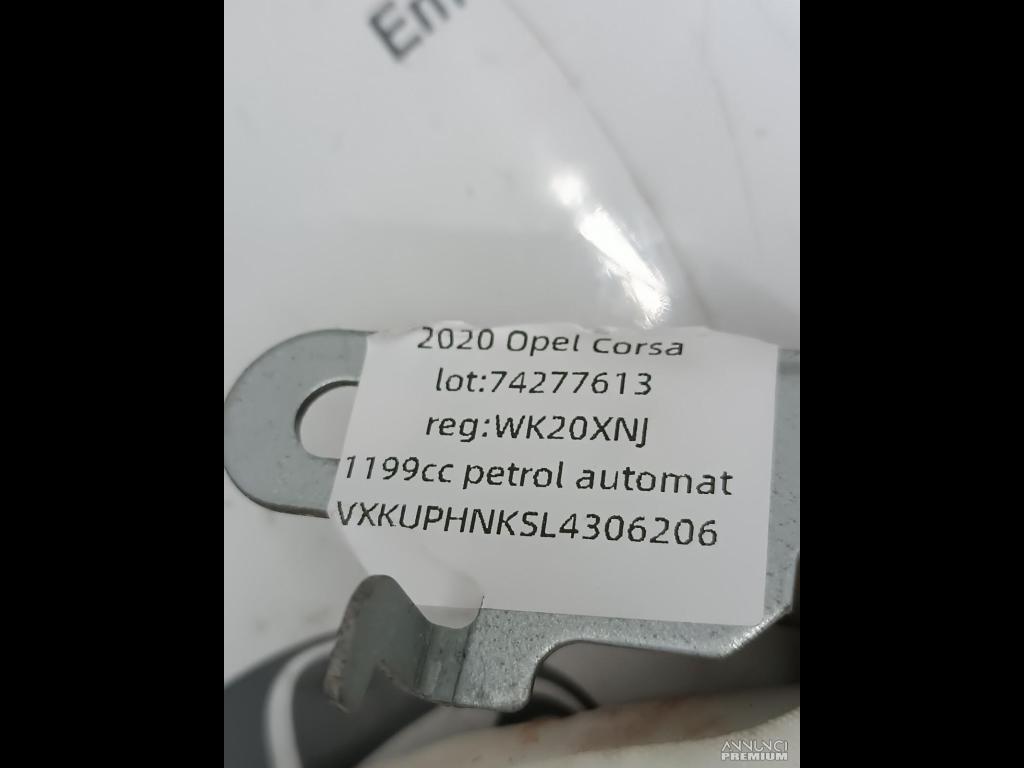 2020 Opel Corsa
lot:74277613
reg:WK20XNJ
1199cc petrol automat
VXKUPHNKSL4306206
ANNUNCI
PREMIUM